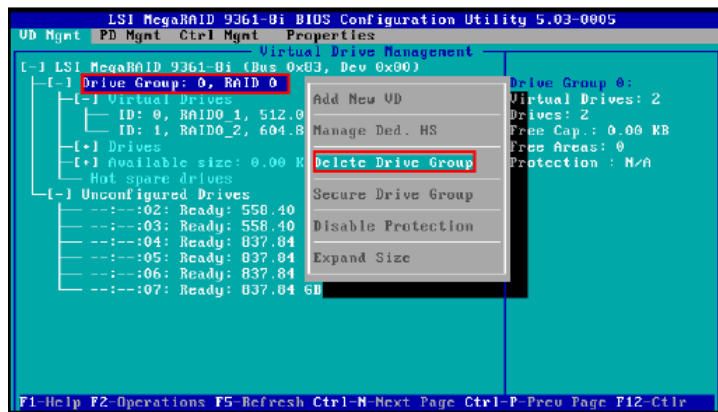 LSI MegaRAID 9361-8i BIOS Configuration Utility 5.03-0005
VD Mgmt PD Mgmt Ctrl Mgmt Properties
Virtual Drive Management
[-] LSI MegaRAID 9361-8i (Bus 0x83, Dev 0x00)
[-] Drive Group: 0, RAID 0
[-] Virtual Drives
ID: 0, RAID0_1, 512.0
ID: 1, RAID0_2, 604.8
[+] Drives
[+] Available size: 0.00 K
Hot spare drives
[-] Unconfigured Drives
--:--:02: Ready: 558.40
--:--:03: Ready: 558.40
--:--:04: Ready: 837.84
--:--:05: Ready: 837.84
--:--:06: Ready: 837.84
--:--:07: Ready: 837.84 GB
Add New VD
Manage Ded. HS
Delete Drive Group
Secure Drive Group
Disable Protection
Expand Size
Drive Group 0:
Virtual Drives: 2
Drives: 2
Free Cap.: 0.00 KB
Free Areas: 0
Protection : N/A
F1-Help F2-Operations F5-Refresh Ctrl-N-Next Page Ctrl-P-Prev Page F12-Ctlr